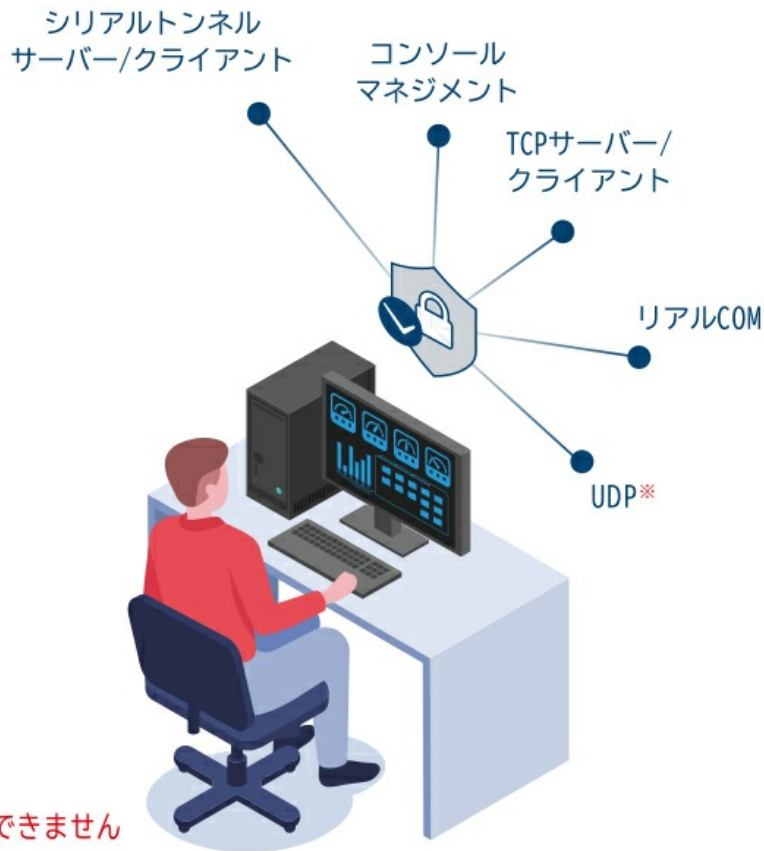 シリアルトンネル
サーバー/クライアント
コンソール
マネジメント
TCPサーバー/
クライアント
リアルCOM
UDP※
できません